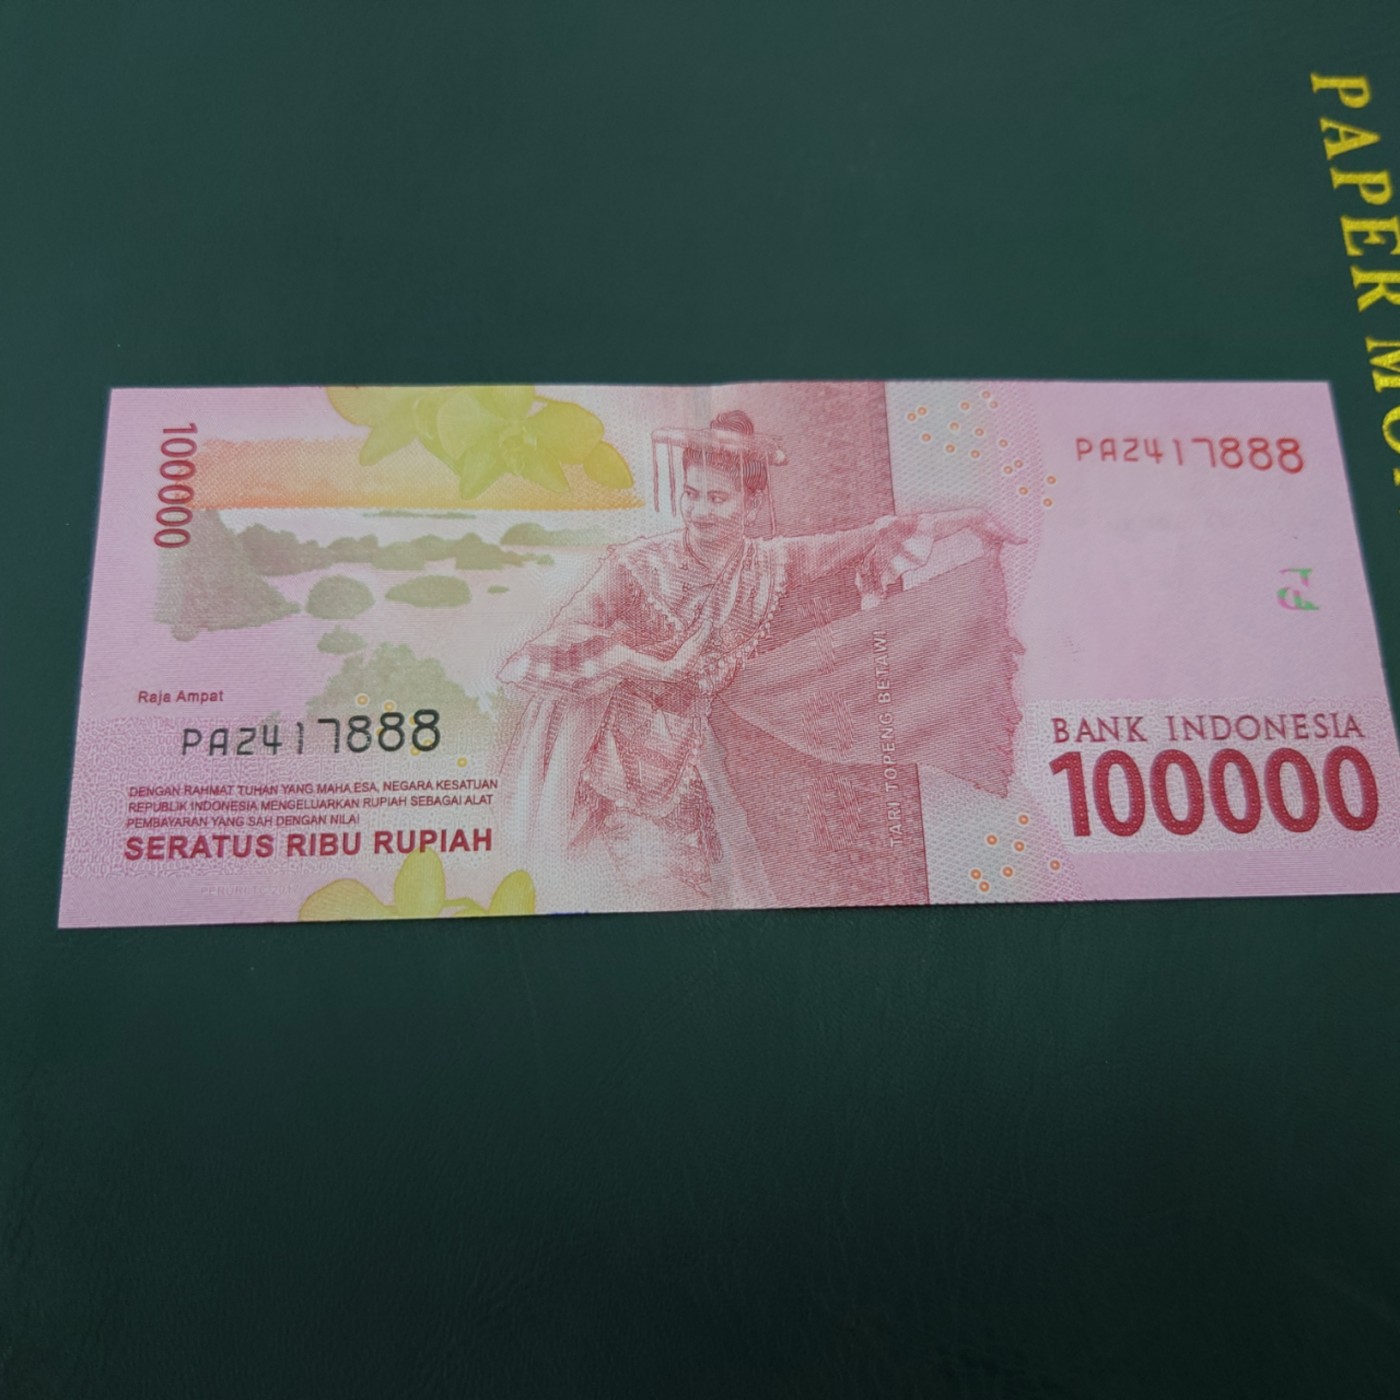 PAPER MO
100000
PA2417888
Raja Ampat
PA2417888
DENGAN RAHMAT TUHAN YANG MAHA ESA, NEGARA KESATUAN
REPUBLIK INDONESIA MENGELUARKAN RUPIAH SEBAGAI ALAT
PEMBAYARAN YANG SAH DENGAN NILAI
SERATUS RIBU RUPIAH
TARI TOPENG BETAWI
BANK INDONESIA
100000